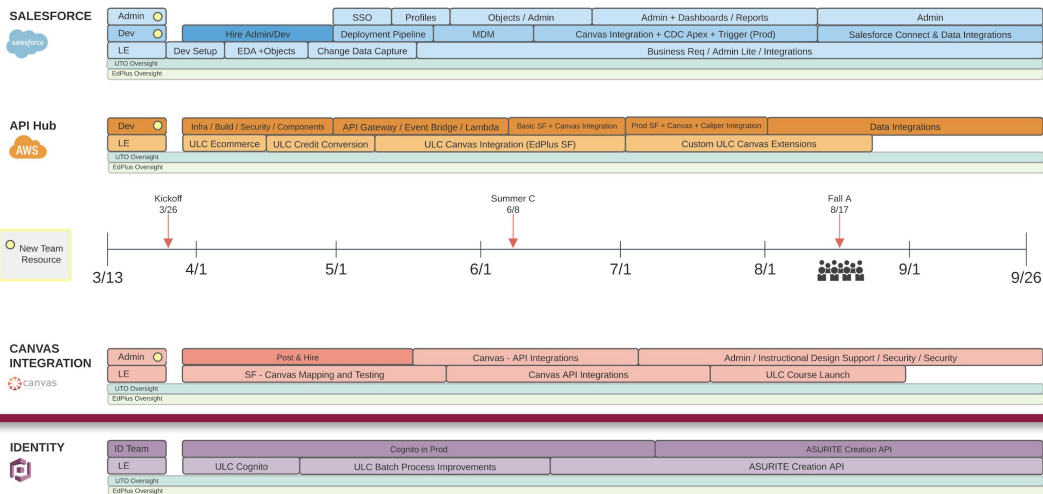 SALESFORCE
salesforce
Admin
SSO
Profiles
Objects / Admin
Admin + Dashboards / Reports
Admin
Dev
Hire Admin/Dev
Deployment Pipeline
MDM
Canvas Integration + CDC Apex + Trigger (Prod)
Salesforce Connect & Data Integrations
LE
Dev Setup
EDA +Objects
Change Data Capture
Business Req / Admin Lite / Integrations
UTO Oversight
EdPlus Oversight
API Hub
AWS
Dev
Infra / Build / Security / Components
API Gateway / Event Bridge / Lambda
Basic SF + Canvas Integration
Prod SF + Canvas + Caliper Integration
Data Integrations
LE
ULC Ecommerce
ULC Credit Conversion
ULC Canvas Integration (EdPlus SF)
Custom ULC Canvas Extensions
UTO Oversight
EdPlus Oversight
Kickoff
3/26
Summer C
6/8
Fall A
8/17
New Team
Resource
3/13
4/1
5/1
6/1
7/1
8/1
9/1
9/26
CANVAS
INTEGRATION
canvas
Admin
Post & Hire
Canvas - API Integrations
Admin / Instructional Design Support / Security / Security
LE
SF - Canvas Mapping and Testing
Canvas API Integrations
ULC Course Launch
UTO Oversight
EdPlus Oversight
IDENTITY
ID Team
Cognito in Prod
ASURITE Creation API
LE
ULC Cognito
ULC Batch Process Improvements
ASURITE Creation API
UTO Oversight
EdPlus Oversight